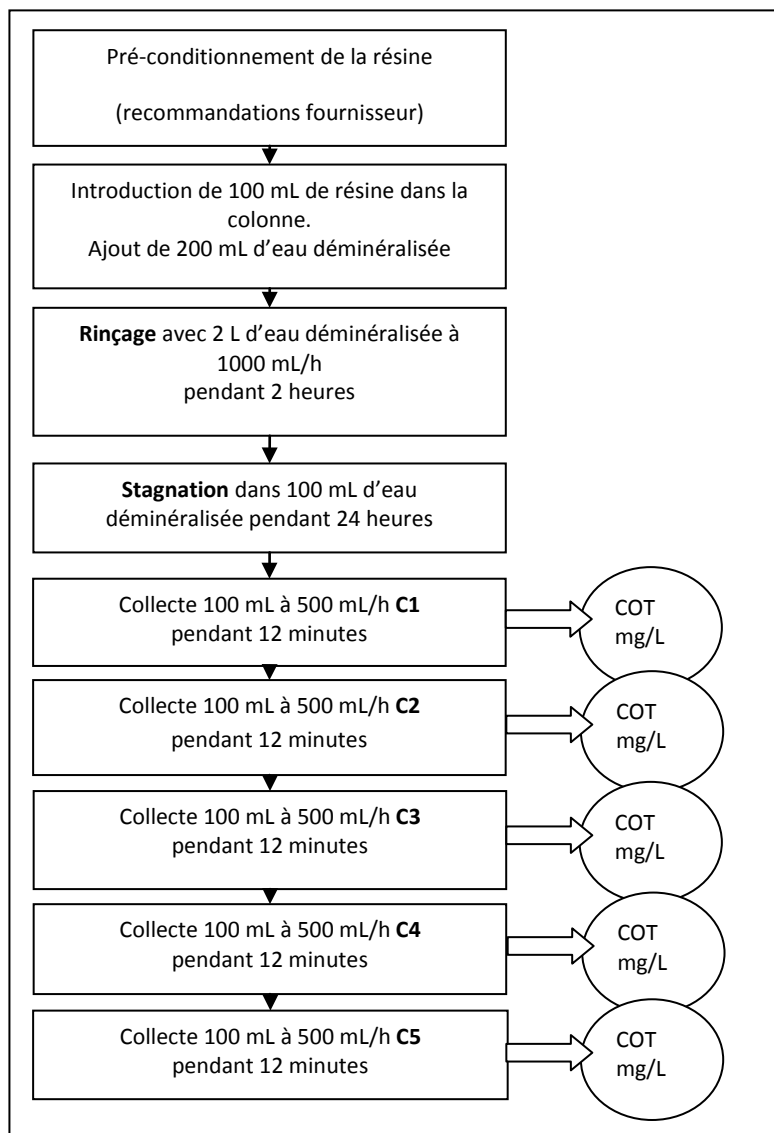 Pré-conditionnement de la résine
(recommandations fournisseur)
Introduction de 100 mL de résine dans la
colonne.
Ajout de 200 mL d'eau déminéralisée
Rinçage avec 2 L d'eau déminéralisée à
1000 mL/h
pendant 2 heures
Stagnation dans 100 mL d'eau
déminéralisée pendant 24 heures
Collecte 100 mL à 500 mL/h C1
pendant 12 minutes
COT
mg/L
Collecte 100 mL à 500 mL/h C2
pendant 12 minutes
COT
mg/L
Collecte 100 mL à 500 mL/h C3
pendant 12 minutes
COT
mg/L
Collecte 100 mL à 500 mL/h C4
pendant 12 minutes
COT
mg/L
Collecte 100 mL à 500 mL/h C5
pendant 12 minutes
COT
mg/L